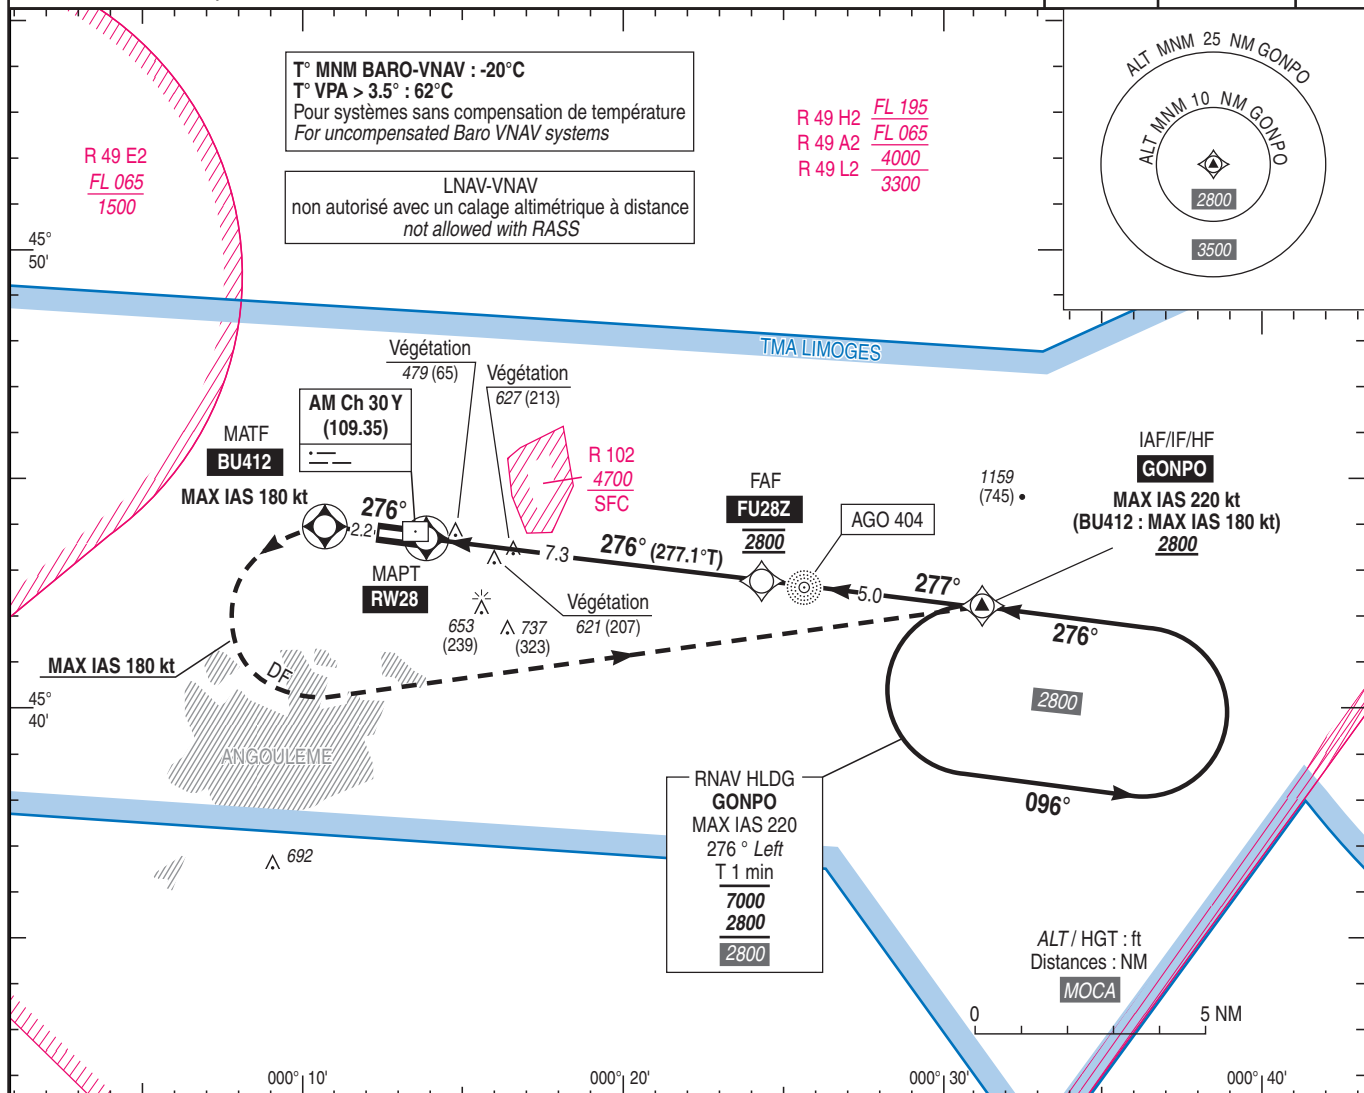 T° MNM BARO-VNAV : -20°C
T° VPA > 3.5° : 62°C
Pour systèmes sans compensation de température
For uncompensated Baro VNAV systems
LNAV-VNAV
non autorisé avec un calage altimétrique à distance
not allowed with RASS
R 49 H2 FL 195
R 49 A2 FL 065
4000
R 49 L2
3300
ALT MNM 25 NM GONPO
ALT MNM 10 NM GONPO
2800
3500
R 49 E2
FL 065
1500
45°
50'
TMA LIMOGES
Végétation
479 (65)
Végétation
627 (213)
AM Ch 30 Y
(109.35)
MATF
BU412
MAX IAS 180 kt
276°
2.2
MAPT
RW28
R 102
4700
SFC
7.3
276° (277.1°T)
FAF
FU28Z
2800
AGO 404
1159
(745)
IAF/IF/HF
GONPO
MAX IAS 220 kt
(BU412 : MAX IAS 180 kt)
2800
5.0
277°
276°
Végétation
621 (207)
653
(239)
737
(323)
MAX IAS 180 kt
DF
45°
40'
2800
ANGOULEME
096°
RNAV HLDG
GONPO
MAX IAS 220
276 ° Left
T 1 min
7000
2800
2800
692
ALT / HGT : ft
Distances : NM
MOCA
0
5 NM
000° 10'
000° 20'
000° 30'
000° 40'